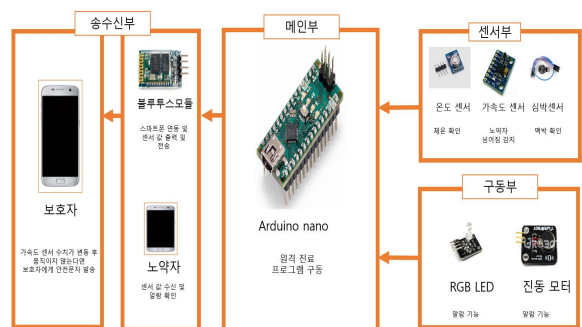 송수신부
메인부
센서부
블루투스모듈
스마트폰 연동 및
센서 값 출력 및
전송
보호자
가속도 센서 수치가 변동 후
움직이지 않는다면
보호자에게 안전문자 발송
노약자
센서 값 수신 및
알람 확인
Arduino nano
원격 진료
프로그램 구동
온도 센서
가속도 센서
심박센서
체온 확인
노약자
넘어짐 감지
맥박 확인
구동부
RGB LED
진동 모터
알람 기능
알람 기능